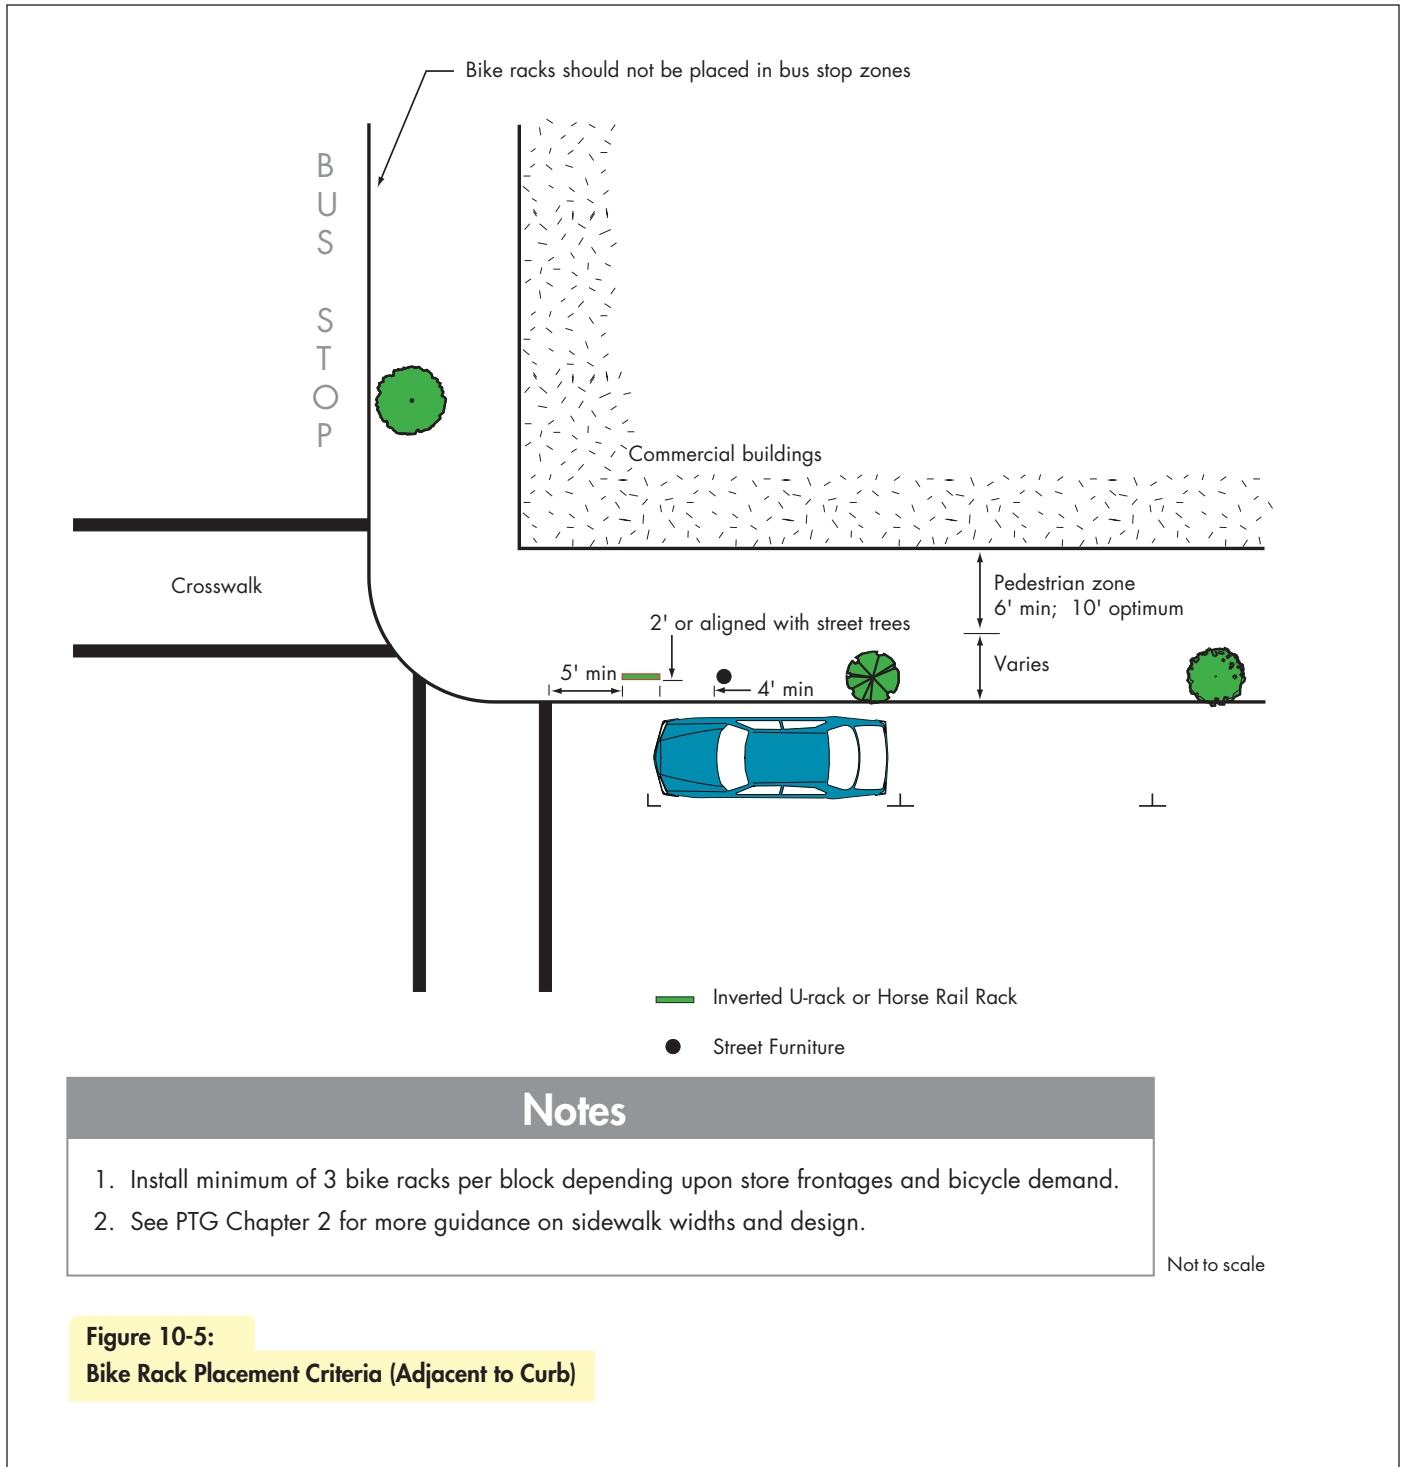 Bike racks should not be placed in bus stop zones
BUS STOP
Commercial buildings
Crosswalk
Pedestrian zone
6' min; 10' optimum
2' or aligned with street trees
Varies
5' min
4' min
Inverted U-rack or Horse Rail Rack
Street Furniture
Notes
1. Install minimum of 3 bike racks per block depending upon store frontages and bicycle demand.
2. See PTG Chapter 2 for more guidance on sidewalk widths and design.
Not to scale
Figure 10-5:
Bike Rack Placement Criteria (Adjacent to Curb)